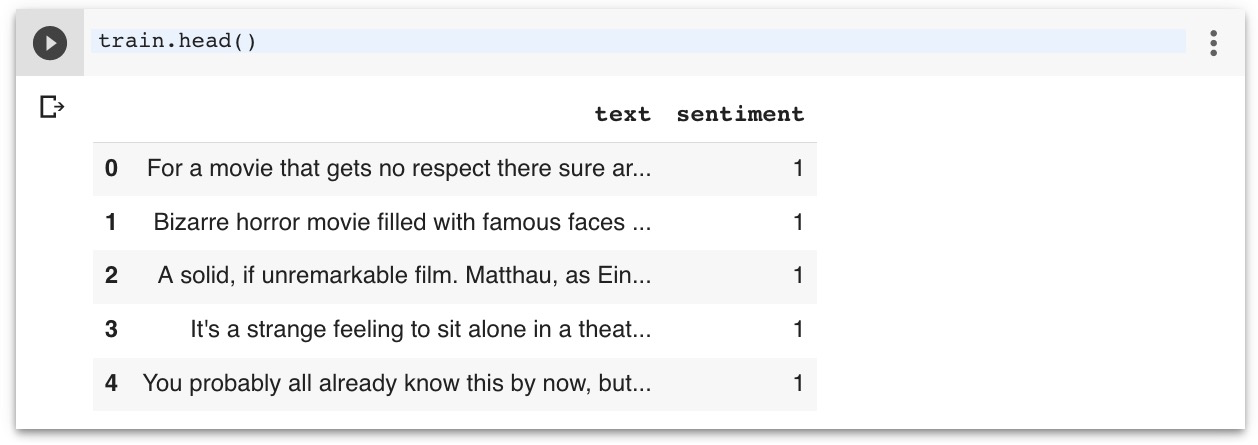 train.head()
text sentiment
0 For a movie that gets no respect there sure ar... 1
1 Bizarre horror movie filled with famous faces ... 1
2 A solid, if unremarkable film. Matthau, as Ein... 1
3 It's a strange feeling to sit alone in a theat... 1
4 You probably all already know this by now, but... 1